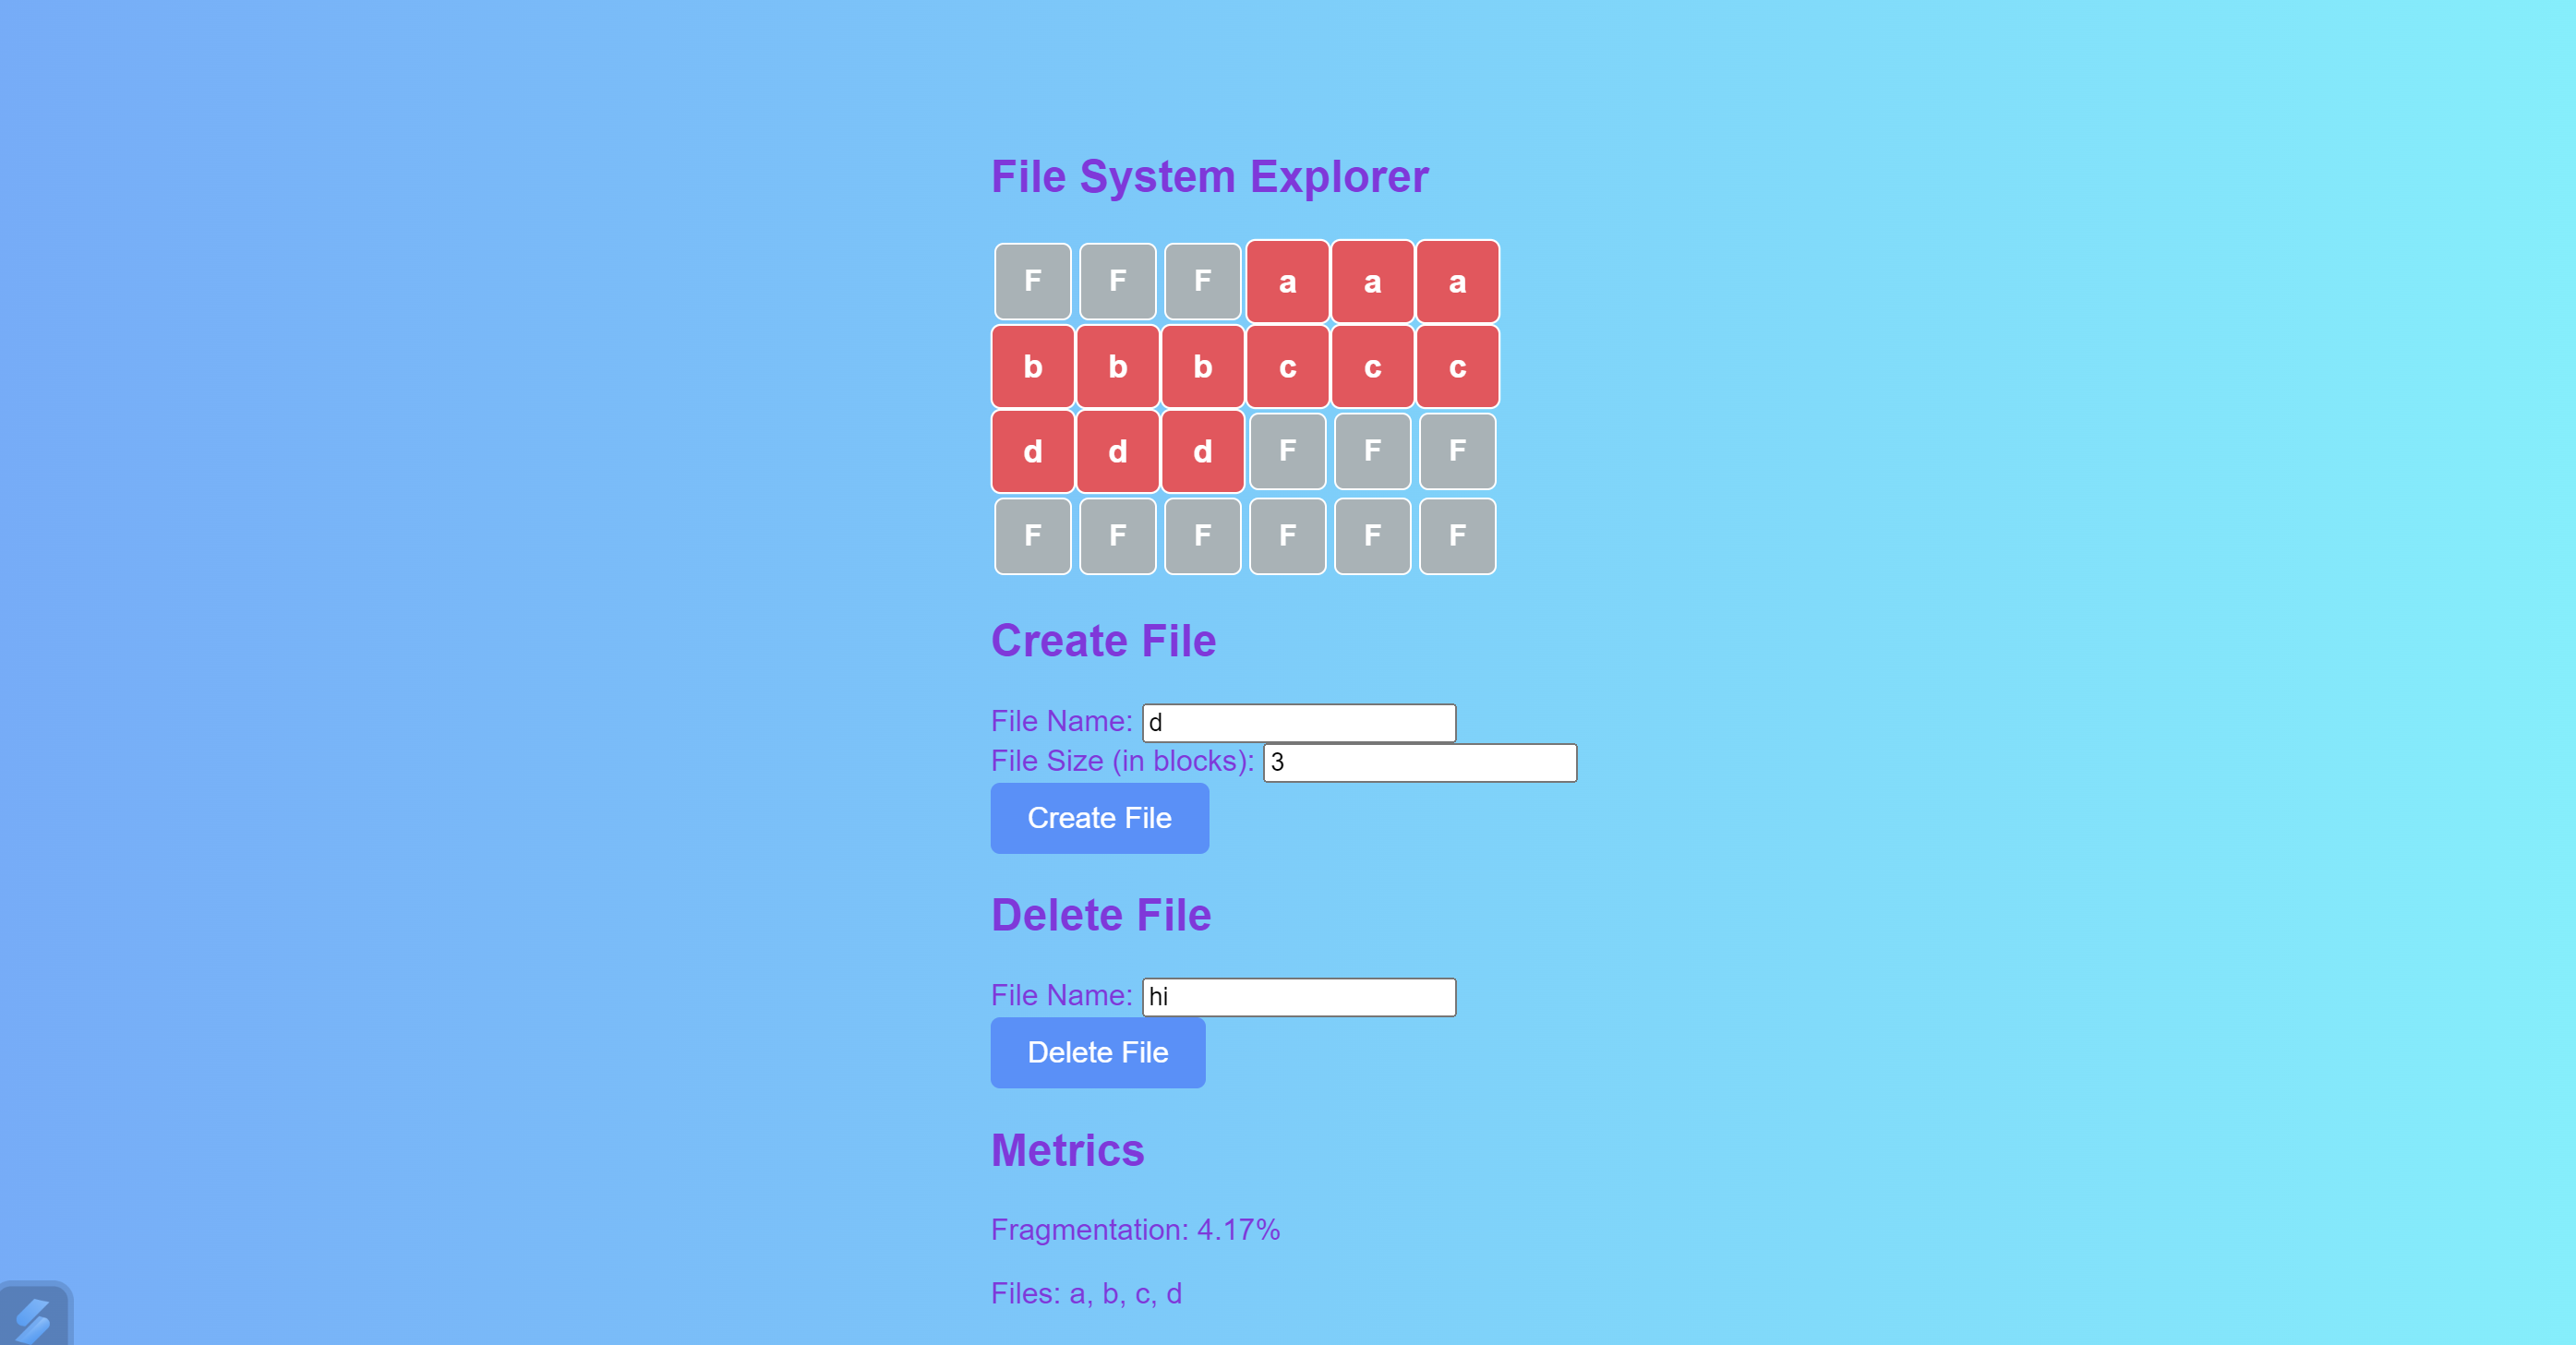 File System Explorer
F F F a a a
b b b c c c
d d d F F F
F F F F F F
Create File
File Name: d
File Size (in blocks): 3
Create File
Delete File
File Name: hi
Delete File
Metrics
Fragmentation: 4.17%
Files: a, b, c, d